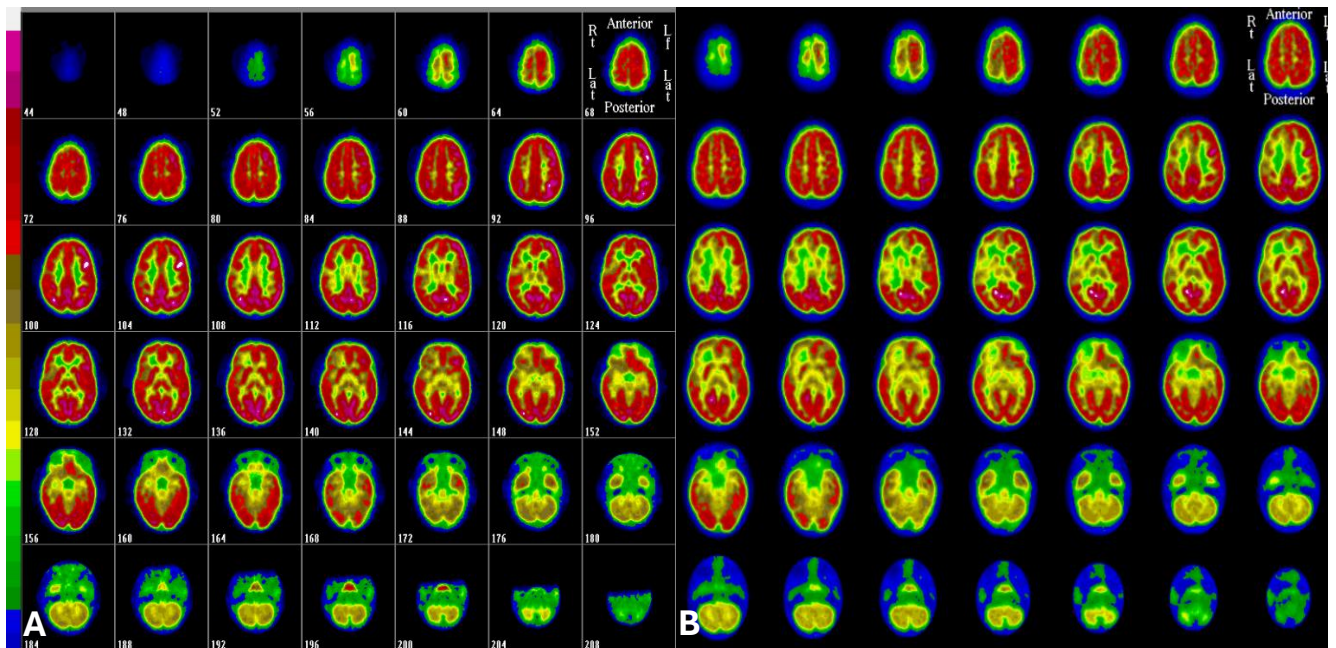 Anterior
Rt Lat
Lf Lat
Posterior
44 48 52 56 60 64 68
72 76 80 84 88 92 96
100 104 108 112 116 120 124
128 132 136 140 144 148 152
156 160 164 168 172 176 180
184 188 192 196 200 204 208
A
Anterior
Rt Lat
Posterior
B